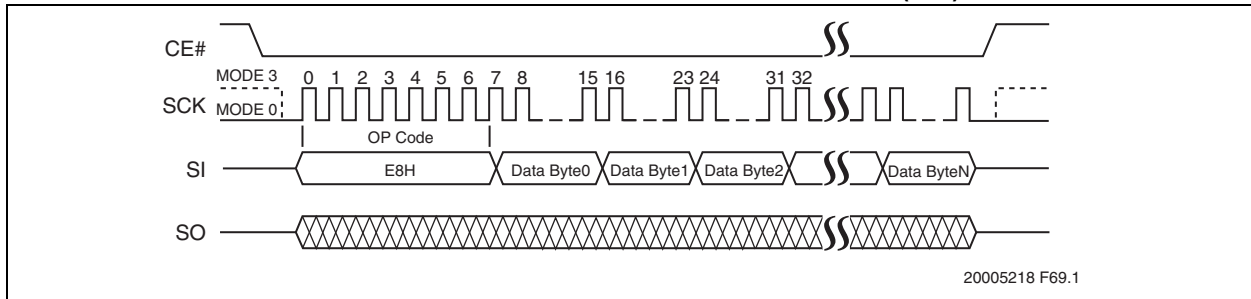 CE#
MODE 3 0 1 2 3 4 5 6 7 8 15 16 23 24 31 32
SCK MODE 0
OP Code
SI E8H Data Byte0 Data Byte1 Data Byte2 Data ByteN
SO
20005218 F69.1